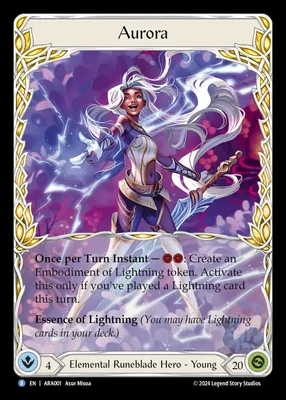 Aurora
Once per Turn Instant — : Create an
Embodiment of Lightning token. Activate
this only if you've played a Lightning card
this turn.
Essence of Lightning (You may have Lightning
cards in your deck.)
4 Elemental Runeblade Hero - Young 20
R EN | ARA001 Asur Misoa © 2024 Legend Story Studios